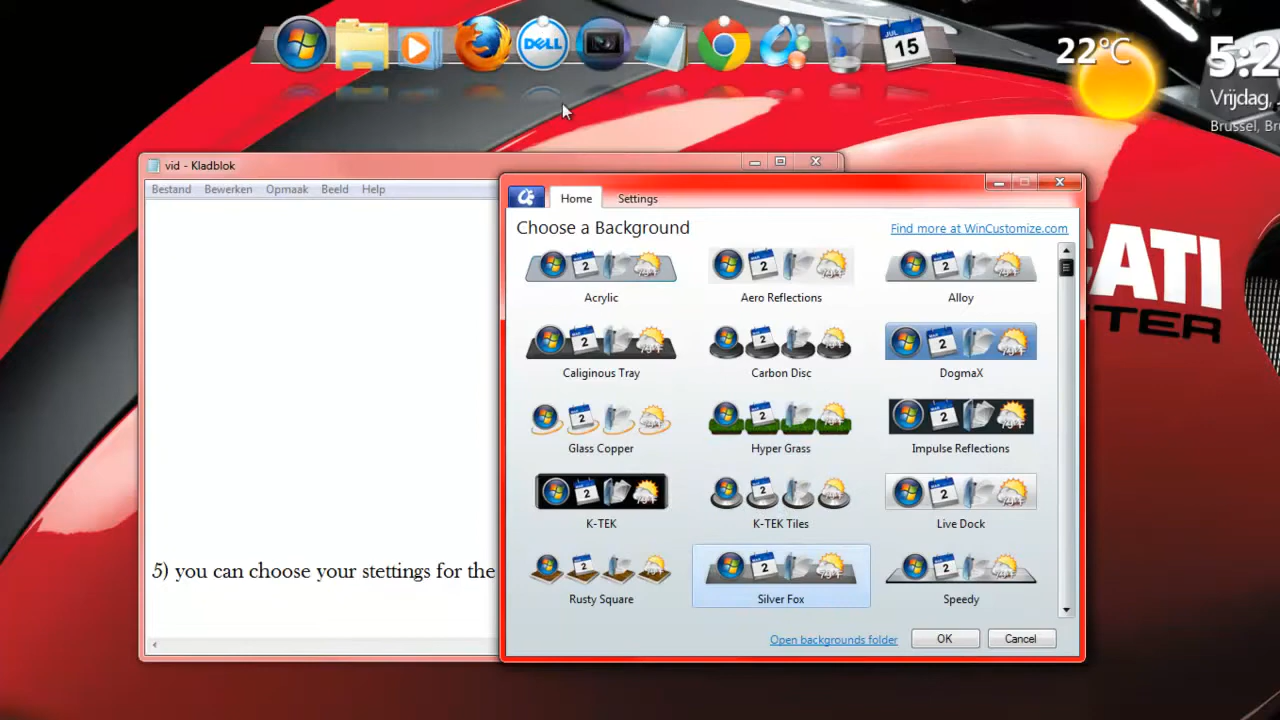 DELL
JUL
15
22°C
5:2
Vrijdag,
Brussel, Br
vid - Kladblok
Bestand Bewerken Opmaak Beeld Help
5) you can choose your stettings for the
Home Settings
Choose a Background
Find more at WinCustomize.com
Acrylic Aero Reflections Alloy
Caliginous Tray Carbon Disc DogmaX
Glass Copper Hyper Grass Impulse Reflections
K-TEK K-TEK Tiles Live Dock
Rusty Square Silver Fox Speedy
Open backgrounds folder OK Cancel
CATI
TER